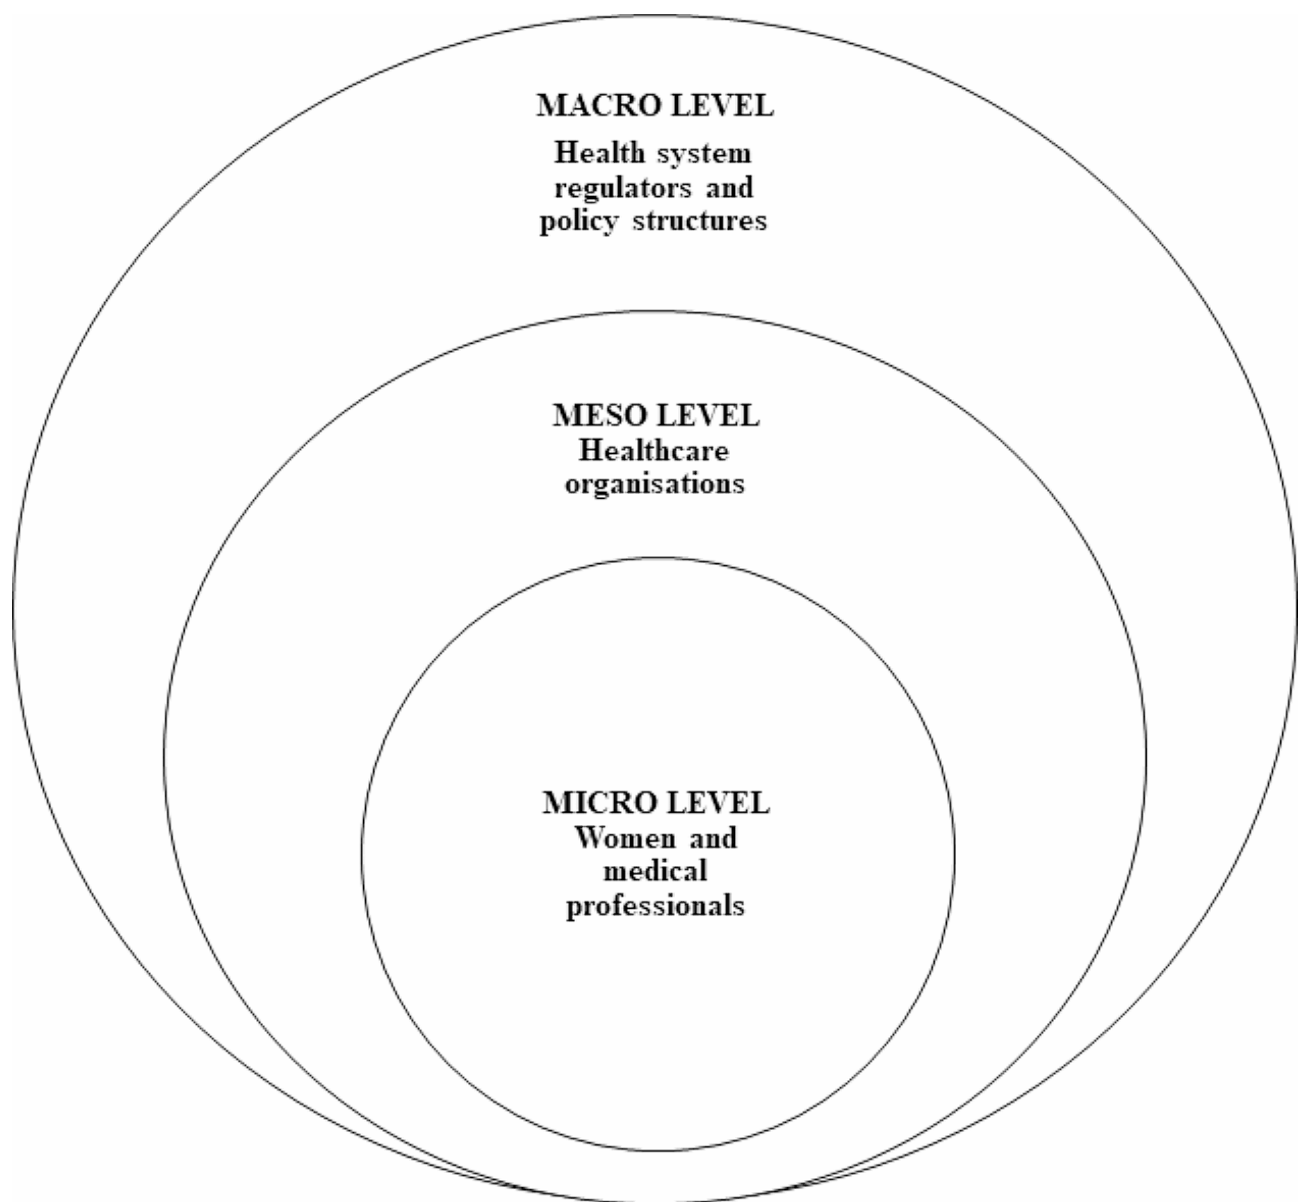 MACRO LEVEL
Health system
regulators and
policy structures
MESO LEVEL
Healthcare
organisations
MICRO LEVEL
Women and
medical
professionals